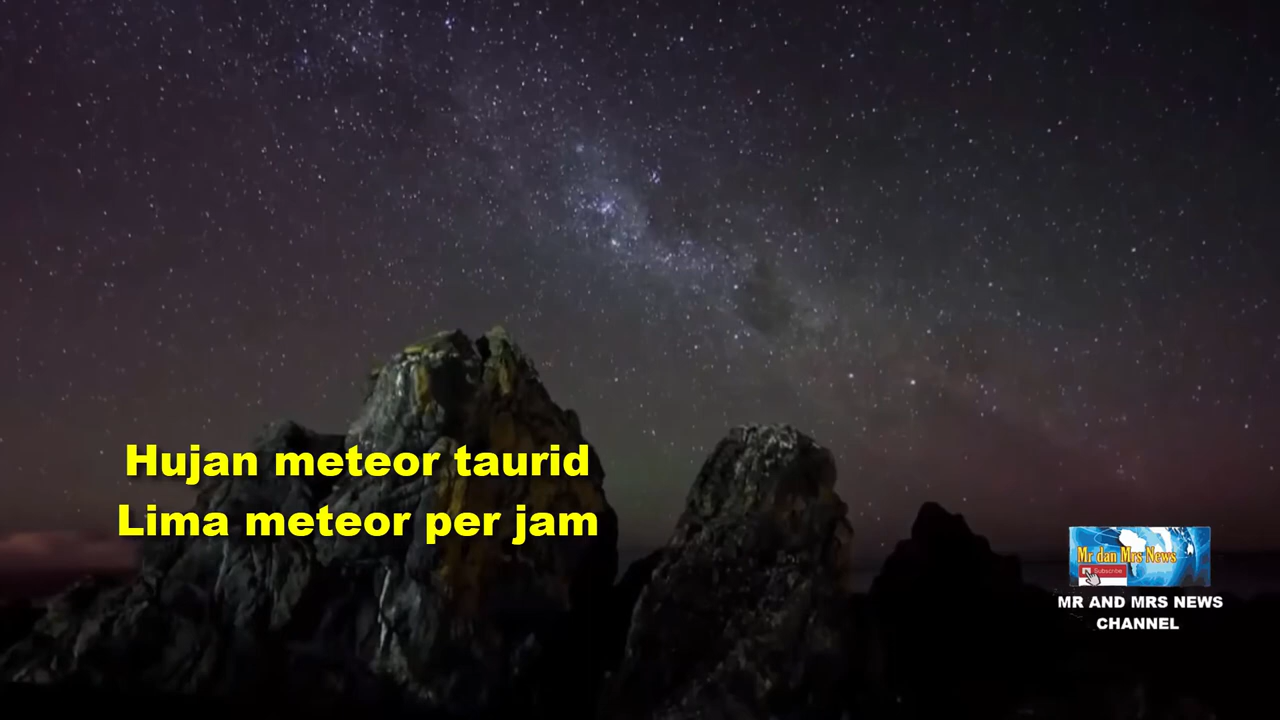 Hujan meteor taurid
Lima meteor per jam
Mr dan Mrs News
Subscribe
MR AND MRS NEWS
CHANNEL